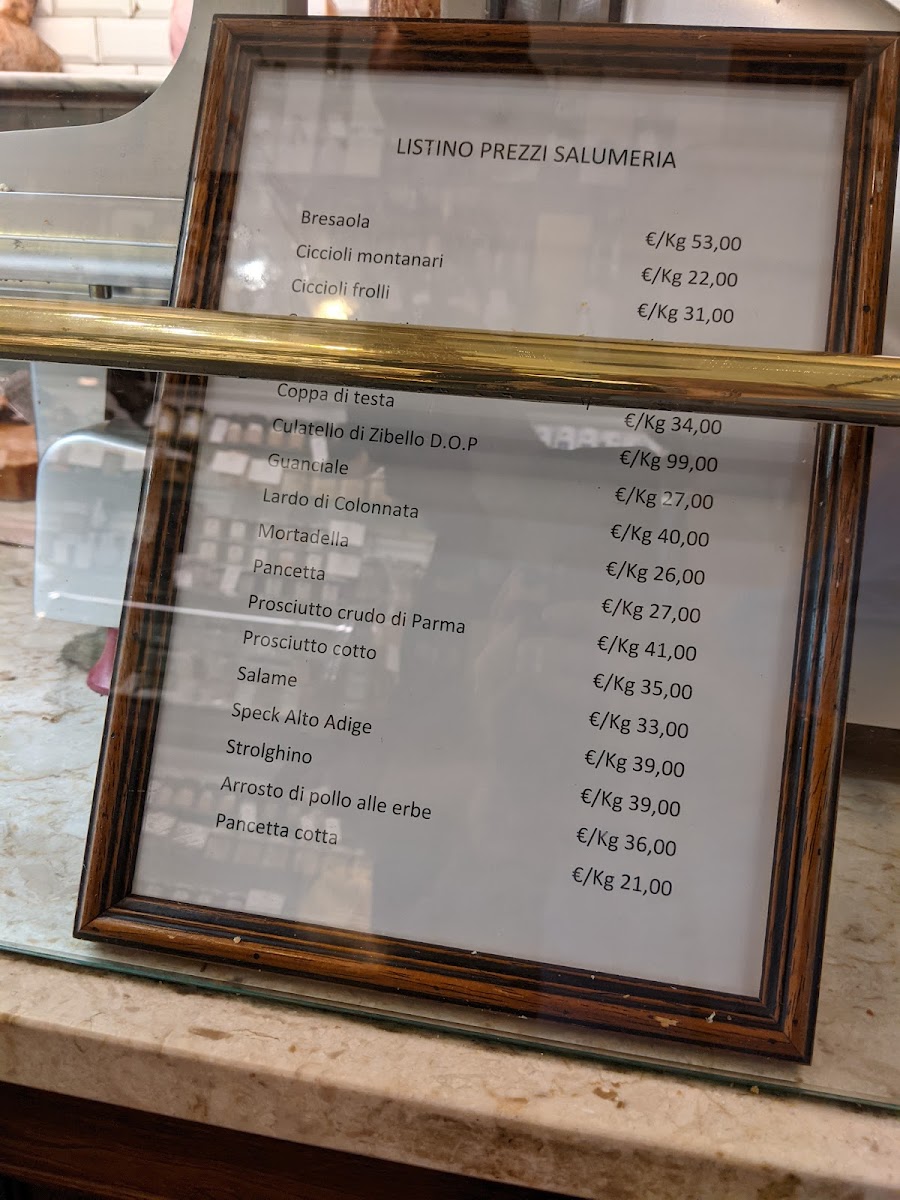 LISTINO PREZZI SALUMERIA
Bresaola €/Kg 53,00
Ciccioli montanari €/Kg 22,00
Ciccioli frolli €/Kg 31,00
Coppa di testa €/Kg 34,00
Culatello di Zibello D.O.P €/Kg 99,00
Guanciale €/Kg 27,00
Lardo di Colonnata €/Kg 40,00
Mortadella €/Kg 26,00
Pancetta €/Kg 27,00
Prosciutto crudo di Parma €/Kg 41,00
Prosciutto cotto €/Kg 35,00
Salame €/Kg 33,00
Speck Alto Adige €/Kg 39,00
Strolghino €/Kg 39,00
Arrosto di pollo alle erbe €/Kg 36,00
Pancetta cotta €/Kg 21,00